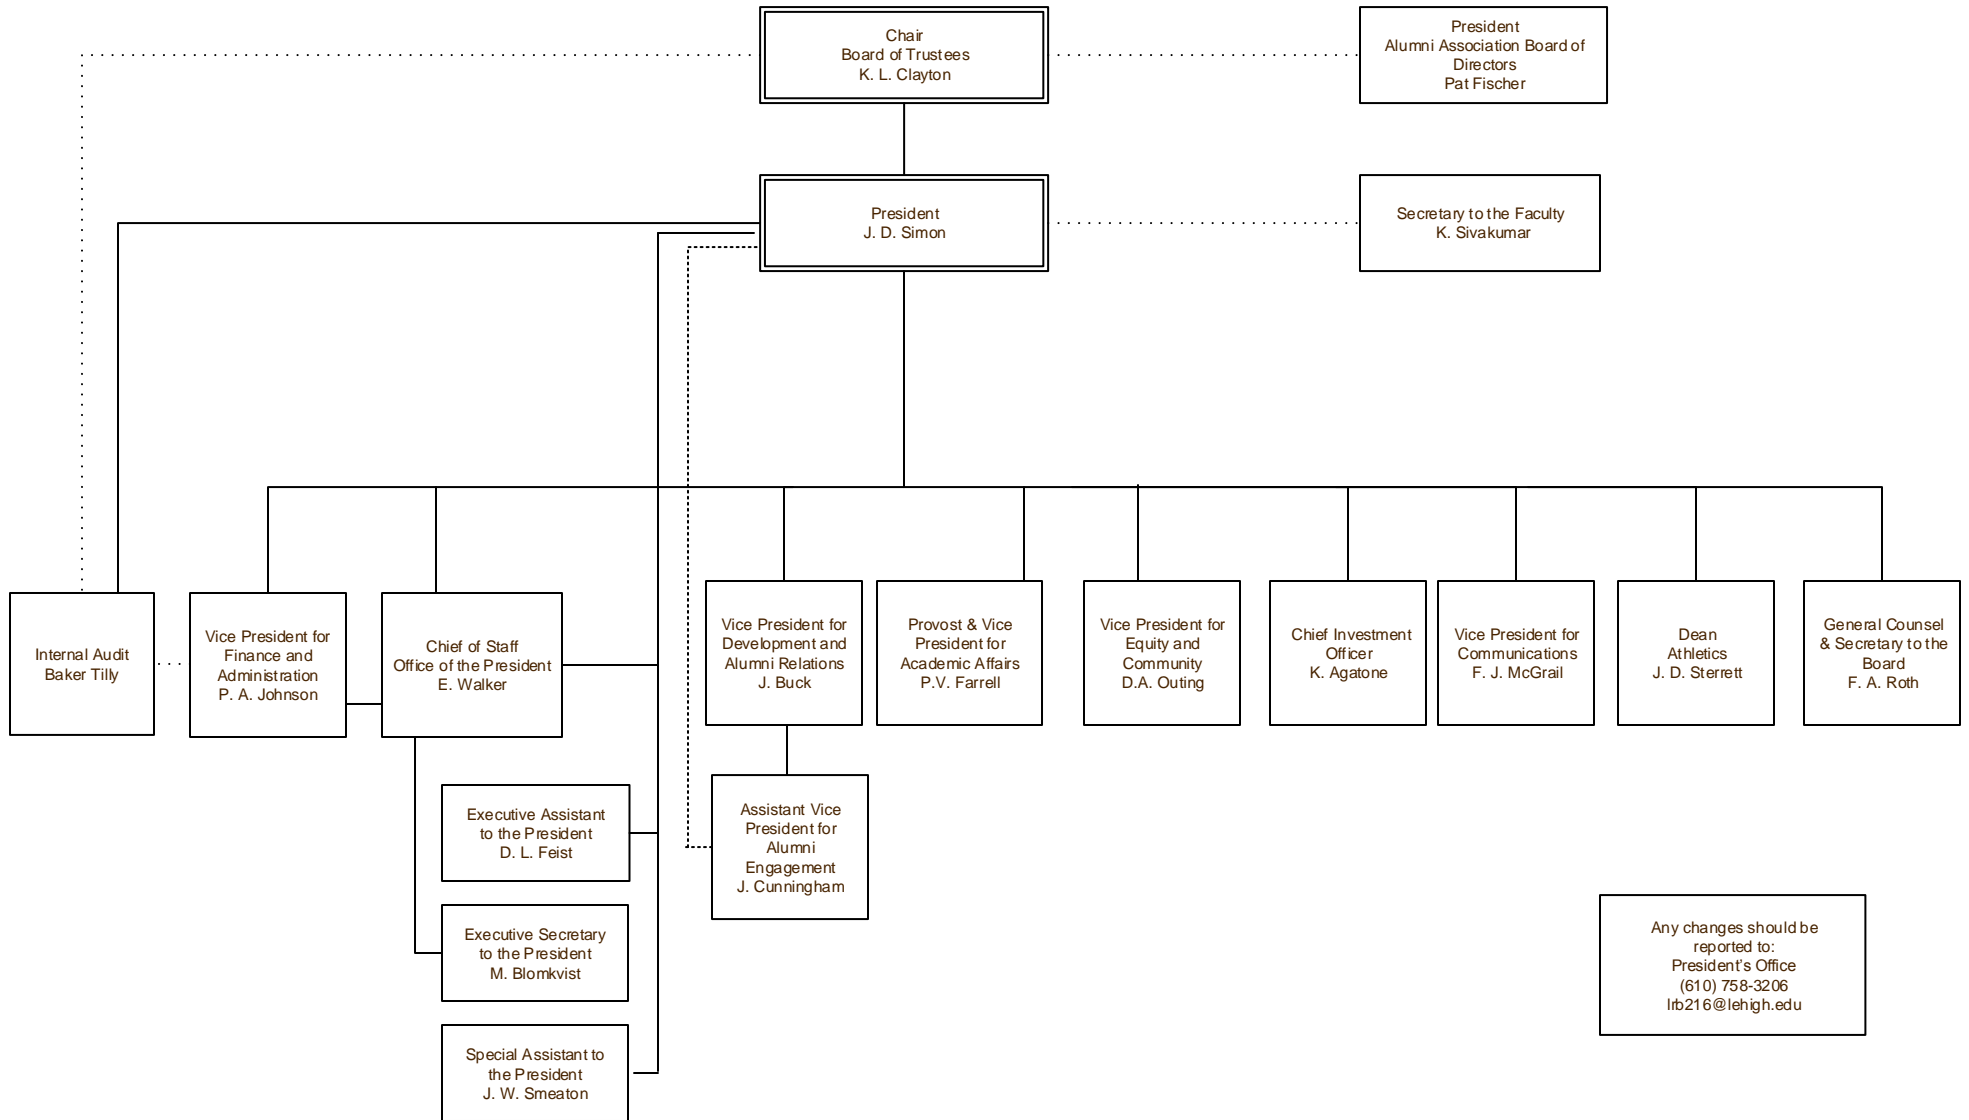 Chair
Board of Trustees
K. L. Clayton
President
Alumni Association Board of
Directors
Pat Fischer
President
J. D. Simon
Secretary to the Faculty
K. Sivakumar
Internal Audit
Baker Tilly
Vice President for
Finance and
Administration
P. A. Johnson
Chief of Staff
Office of the President
E. Walker
Vice President for
Development and
Alumni Relations
J. Buck
Provost & Vice
President for
Academic Affairs
P.V. Farrell
Vice President for
Equity and
Community
D.A. Outing
Chief Investment
Officer
K. Agatone
Vice President for
Communications
F. J. McGrail
Dean
Athletics
J. D. Sterrett
General Counsel
& Secretary to the
Board
F. A. Roth
Executive Assistant
to the President
D. L. Feist
Assistant Vice
President for
Alumni
Engagement
J. Cunningham
Executive Secretary
to the President
M. Blomkvist
Special Assistant to
the President
J. W. Smeaton
Any changes should be
reported to:
President's Office
(610) 758-3206
lrb216@lehigh.edu